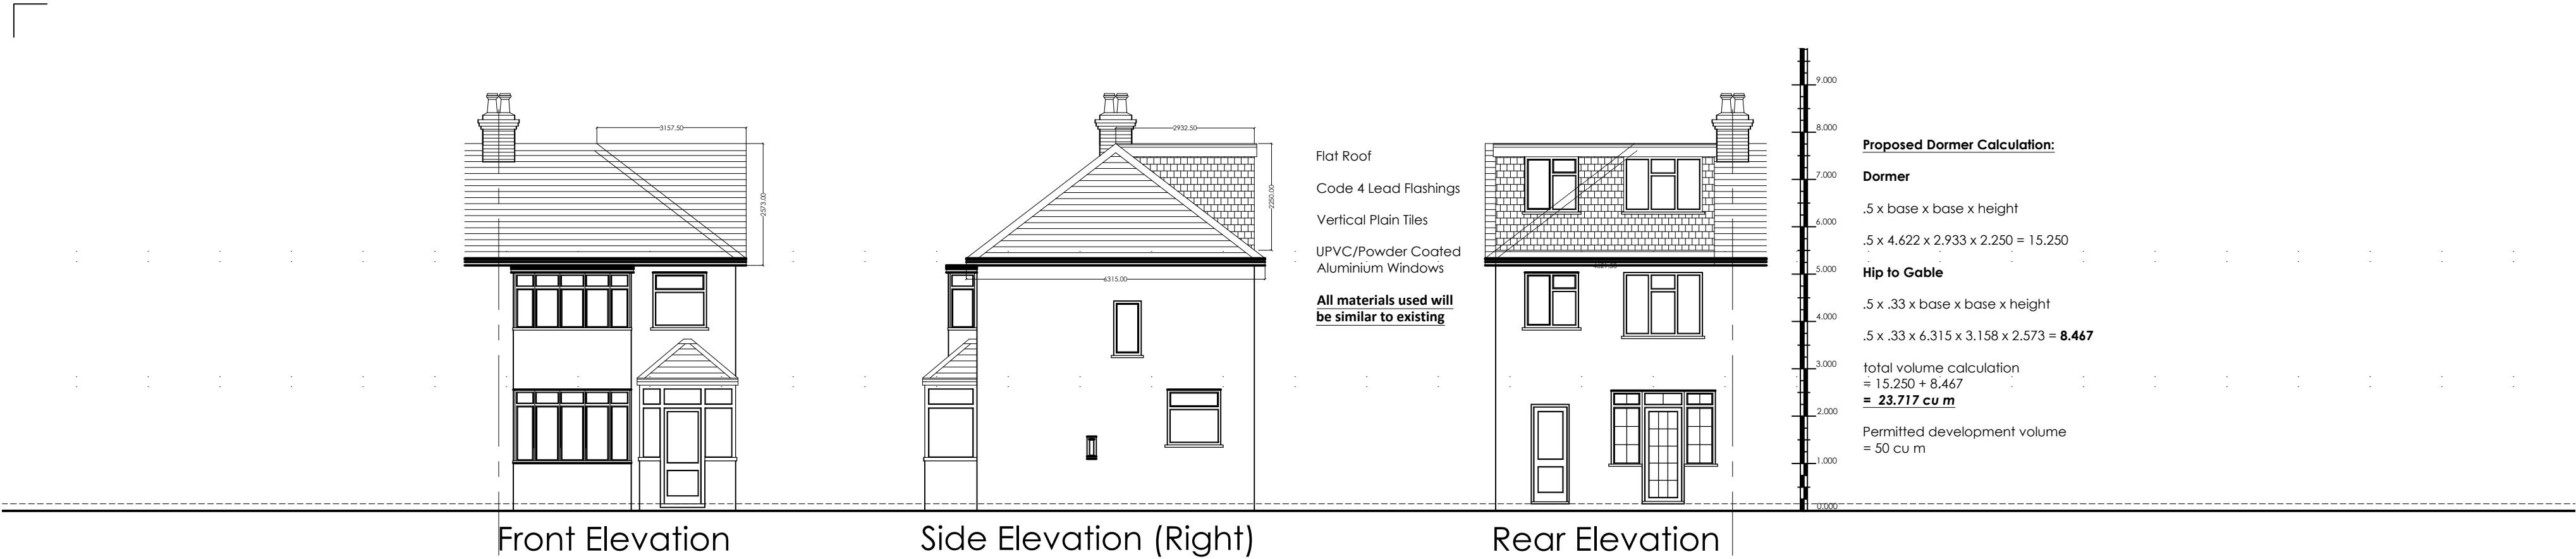 3157.50
2573.00
Front Elevation
2932.50
2250.00
6315.00
Side Elevation (Right)
Flat Roof
Code 4 Lead Flashings
Vertical Plain Tiles
UPVC/Powder Coated
Aluminium Windows
All materials used will
be similar to existing
Rear Elevation
9.000
8.000
7.000
6.000
5.000
4.000
3.000
2.000
1.000
0.000
Proposed Dormer Calculation:
Dormer
.5 x base x base x height
.5 x 4.622 x 2.933 x 2.250 = 15.250
Hip to Gable
.5 x .33 x base x base x height
.5 x .33 x 6.315 x 3.158 x 2.573 = 8.467
total volume calculation
= 15.250 + 8.467
= 23.717 cu m
Permitted development volume
= 50 cu m